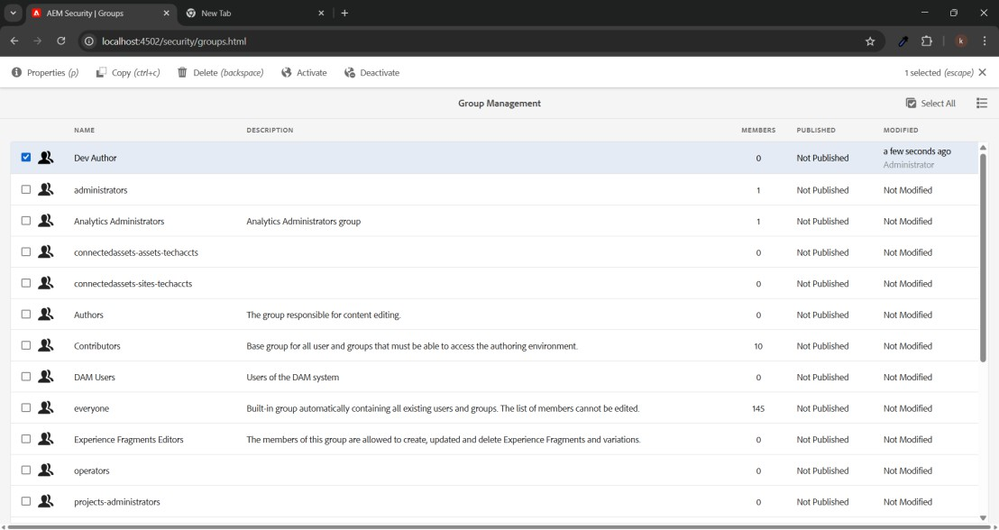 AEM Security | Groups
New Tab
localhost:4502/security/groups.html
k
Properties (p) Copy (ctrl+c) Delete (backspace) Activate Deactivate 1 selected (escape)
Group Management Select All
NAME DESCRIPTION MEMBERS PUBLISHED MODIFIED
Dev Author 0 Not Published a few seconds ago
Administrator
administrators 1 Not Published Not Modified
Analytics Administrators Analytics Administrators group 1 Not Published Not Modified
connectedassets-assets-techaccts 0 Not Published Not Modified
connectedassets-sites-techaccts 0 Not Published Not Modified
Authors The group responsible for content editing. 0 Not Published Not Modified
Contributors Base group for all user and groups that must be able to access the authoring environment. 10 Not Published Not Modified
DAM Users Users of the DAM system 0 Not Published Not Modified
everyone Built-in group automatically containing all existing users and groups. The list of members cannot be edited. 145 Not Published Not Modified
Experience Fragments Editors The members of this group are allowed to create, updated and delete Experience Fragments and variations. 0 Not Published Not Modified
operators 0 Not Published Not Modified
projects-administrators 0 Not Published Not Modified